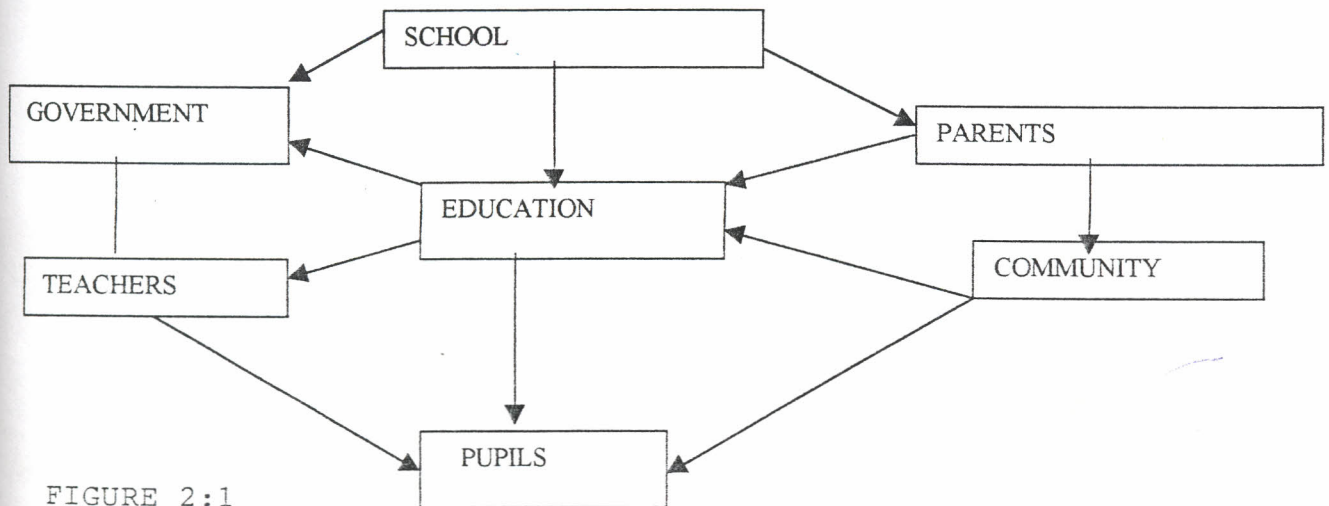 SCHOOL
GOVERNMENT
PARENTS
EDUCATION
COMMUNITY
TEACHERS
PUPILS
FIGURE 2:1